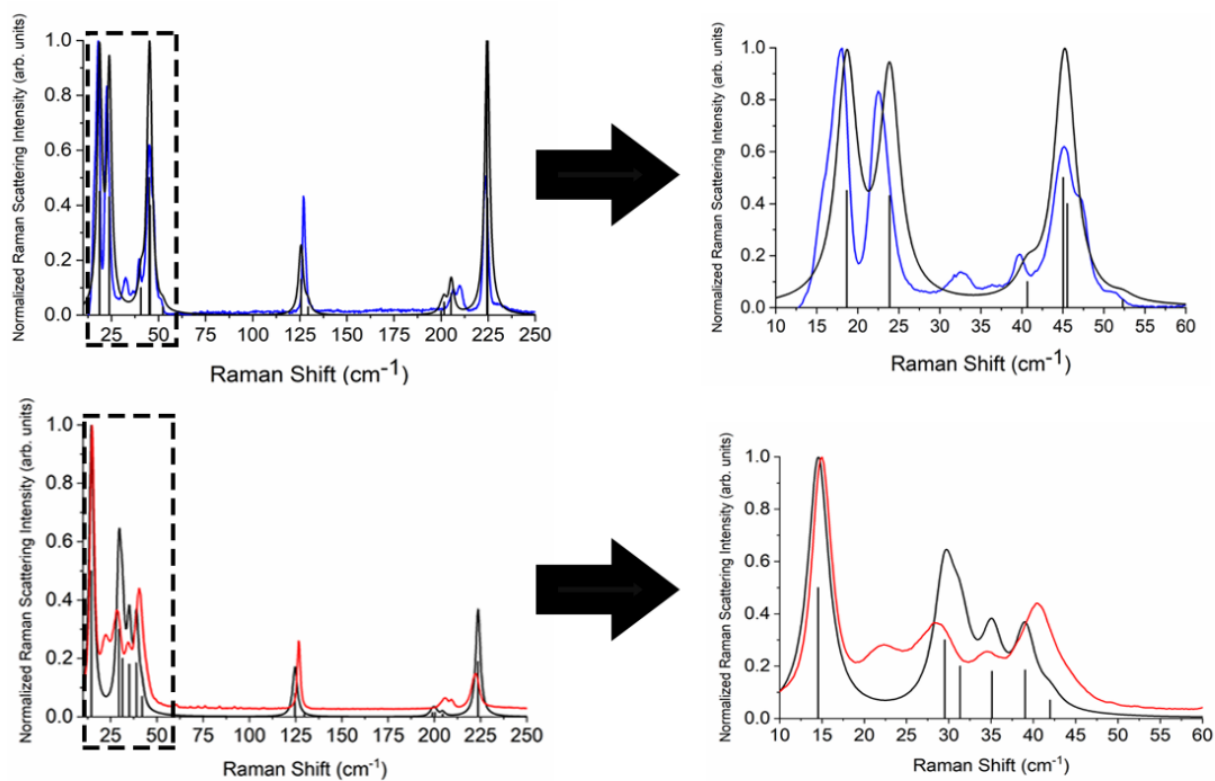 Normalized Raman Scattering Intensity (arb. units)
1.0
0.8
0.6
0.4
0.2
0.0
25 50 75 100 125 150 175 200 225 250
Raman Shift (cm-1)
Normalized Raman Scattering Intensity (arb. units)
1.0
0.8
0.6
0.4
0.2
0.0
10 15 20 25 30 35 40 45 50 55 60
Raman Shift (cm-1)
Normalized Raman Scattering Intensity (arb. units)
1.0
0.8
0.6
0.4
0.2
0.0
25 50 75 100 125 150 175 200 225 250
Raman Shift (cm-1)
Normalized Raman Scattering Intensity (arb. units)
1.0
0.8
0.6
0.4
0.2
0.0
10 15 20 25 30 35 40 45 50 55 60
Raman Shift (cm-1)